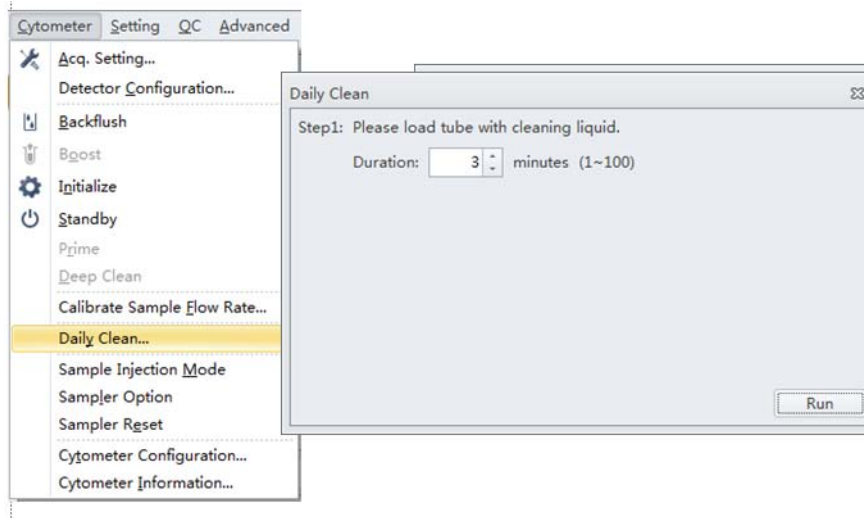 Cytometer Setting QC Advanced
Acq. Setting...
Detector Configuration...
Backflush
Boost
Initialize
Standby
Prime
Deep Clean
Calibrate Sample Flow Rate...
Daily Clean...
Sample Injection Mode
Sampler Option
Sampler Reset
Cytometer Configuration...
Cytometer Information...
Daily Clean
Step1: Please load tube with cleaning liquid.
Duration: 3 minutes (1~100)
Run